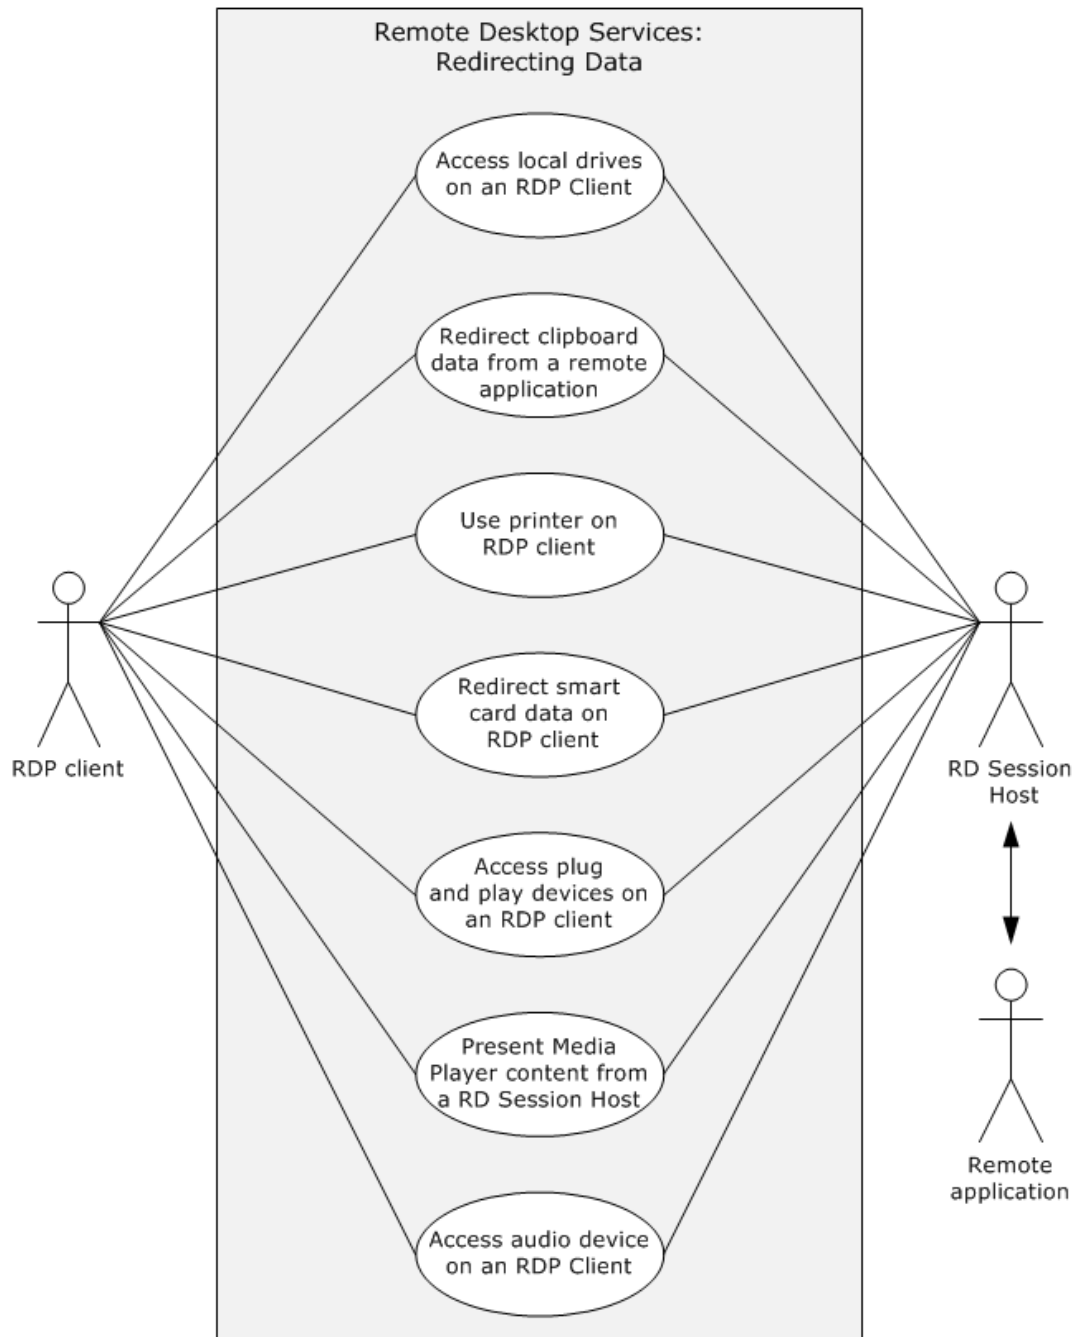 Remote Desktop Services:
Redirecting Data
Access local drives
on an RDP Client
Redirect clipboard
data from a remote
application
Use printer on
RDP client
Redirect smart
card data on
RDP client
RDP client
RD Session
Host
Access plug
and play devices on
an RDP client
Present Media
Player content from
a RD Session Host
Remote
application
Access audio device
on an RDP Client